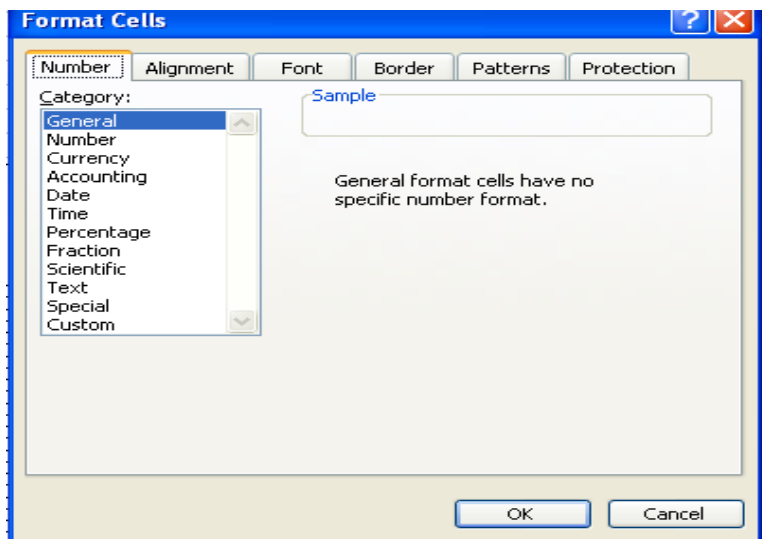 Format Cells
Number Alignment Font Border Patterns Protection
Category:
General
Number
Currency
Accounting
Date
Time
Percentage
Fraction
Scientific
Text
Special
Custom
Sample
General format cells have no
specific number format.
OK Cancel